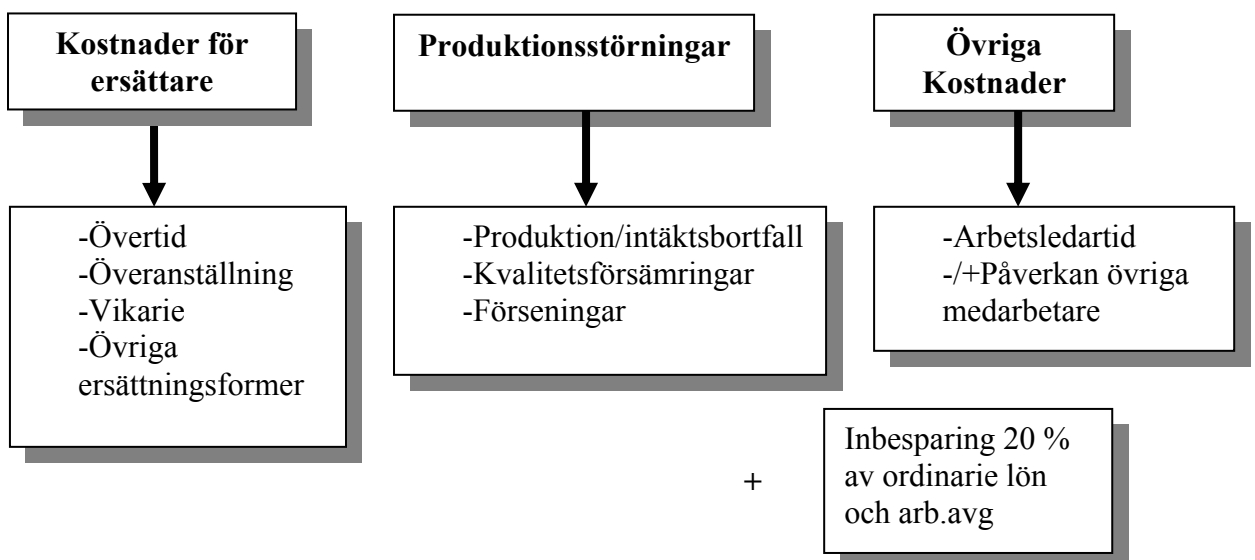 Kostnader för
ersättare
Produktionsstörningar
Övriga
Kostnader
-Övertid
-Överanställning
-Vikarie
-Övriga
ersättningsformer
-Produktion/intäktsbortfall
-Kvalitetsförsämringar
-Förseningar
-Arbetsledartid
-/+Påverkan övriga
medarbetare
+
Inbesparing 20 %
av ordinarie lön
och arb.avg